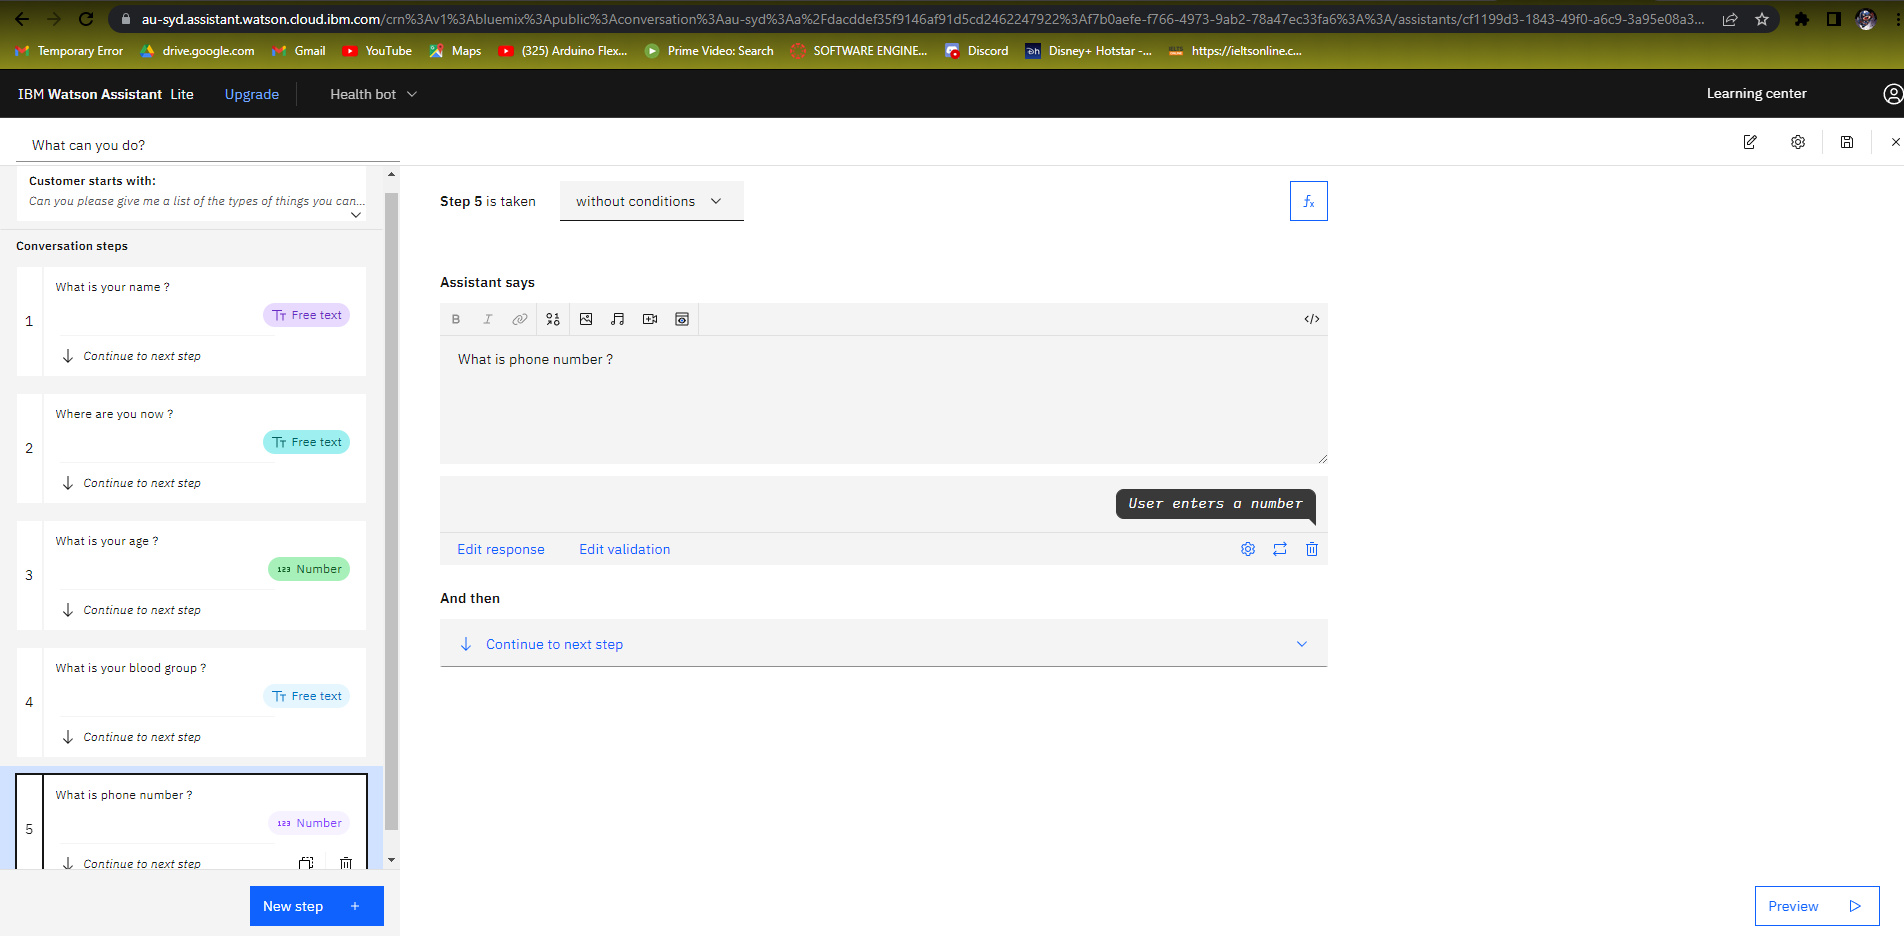 au-syd.assistant.watson.cloud.ibm.com/crn%3Av1%3Abluemix%3Apublic%3Aconversation%3Aau-syd%3Aa%2Fdacddef35f9146af91d5cd2462247922%3Af7b0aefe-f766-4973-9ab2-78a47ec33fa6%3A%3A/assistants/cf1199d3-1843-49f0-a6c9-3a95e08a3...
Temporary Error drive.google.com Gmail YouTube Maps (325) Arduino Flex... Prime Video: Search SOFTWARE ENGINE... Discord Disney+ Hotstar -... https://ieltsonline.c...
IBM Watson Assistant Lite Upgrade Health bot Learning center
What can you do?
Customer starts with:
Can you please give me a list of the types of things you can...
Conversation steps
1
What is your name ?
Free text
Continue to next step
2
Where are you now ?
Free text
Continue to next step
3
What is your age ?
123 Number
Continue to next step
4
What is your blood group ?
Free text
Continue to next step
5
What is phone number ?
123 Number
Continue to next step
New step +
Step 5 is taken without conditions
fx
Assistant says
B I
What is phone number ?
User enters a number
Edit response Edit validation
And then
Continue to next step
Preview